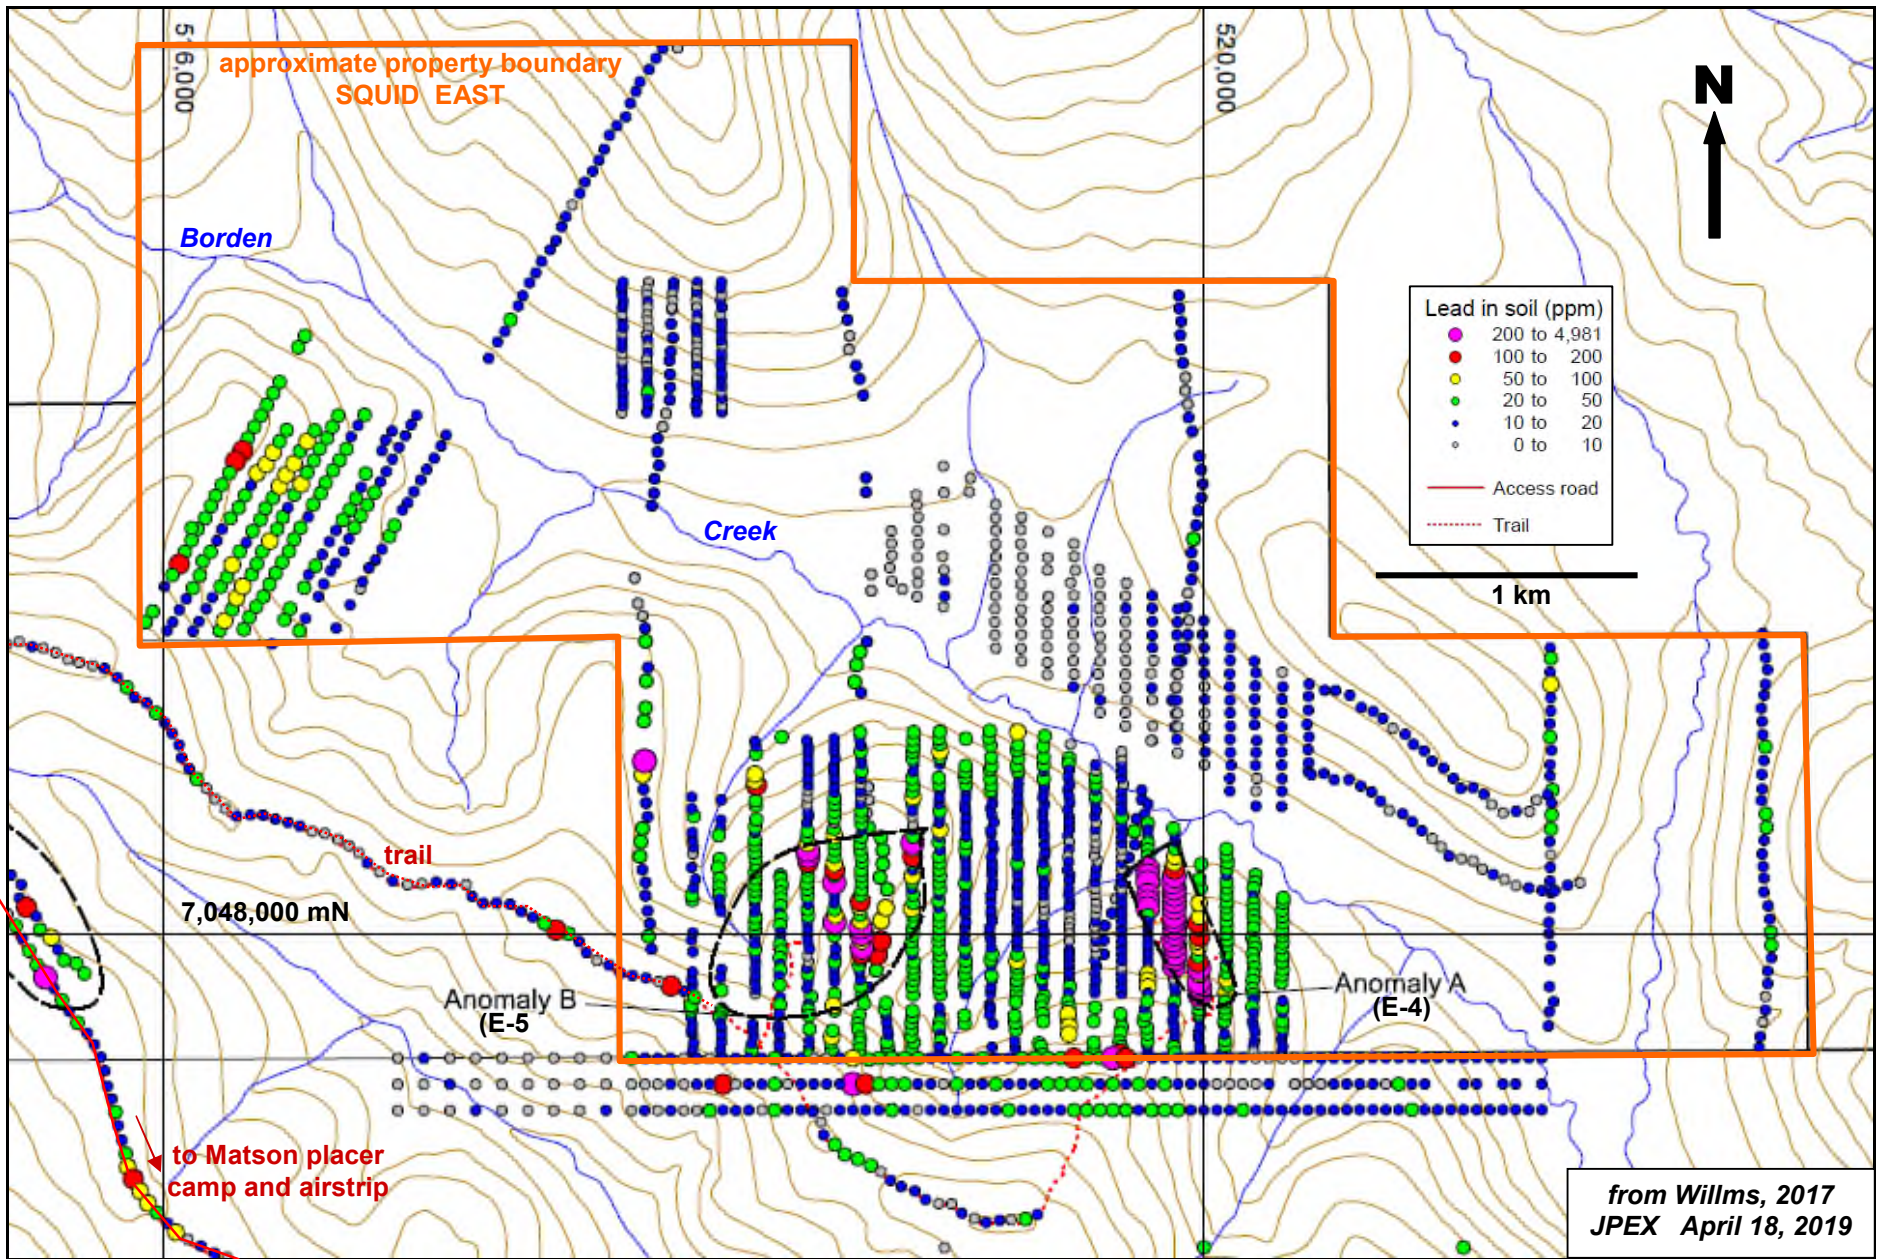 516,000
520,000
approximate property boundary
SQUID EAST
N
Borden
Creek
Lead in soil (ppm)
200 to 4,981
100 to 200
50 to 100
20 to 50
10 to 20
0 to 10
Access road
Trail
1 km
trail
7,048,000 mN
Anomaly B
(E-5
Anomaly A
(E-4)
to Matson placer
camp and airstrip
from Willms, 2017
JPEX April 18, 2019